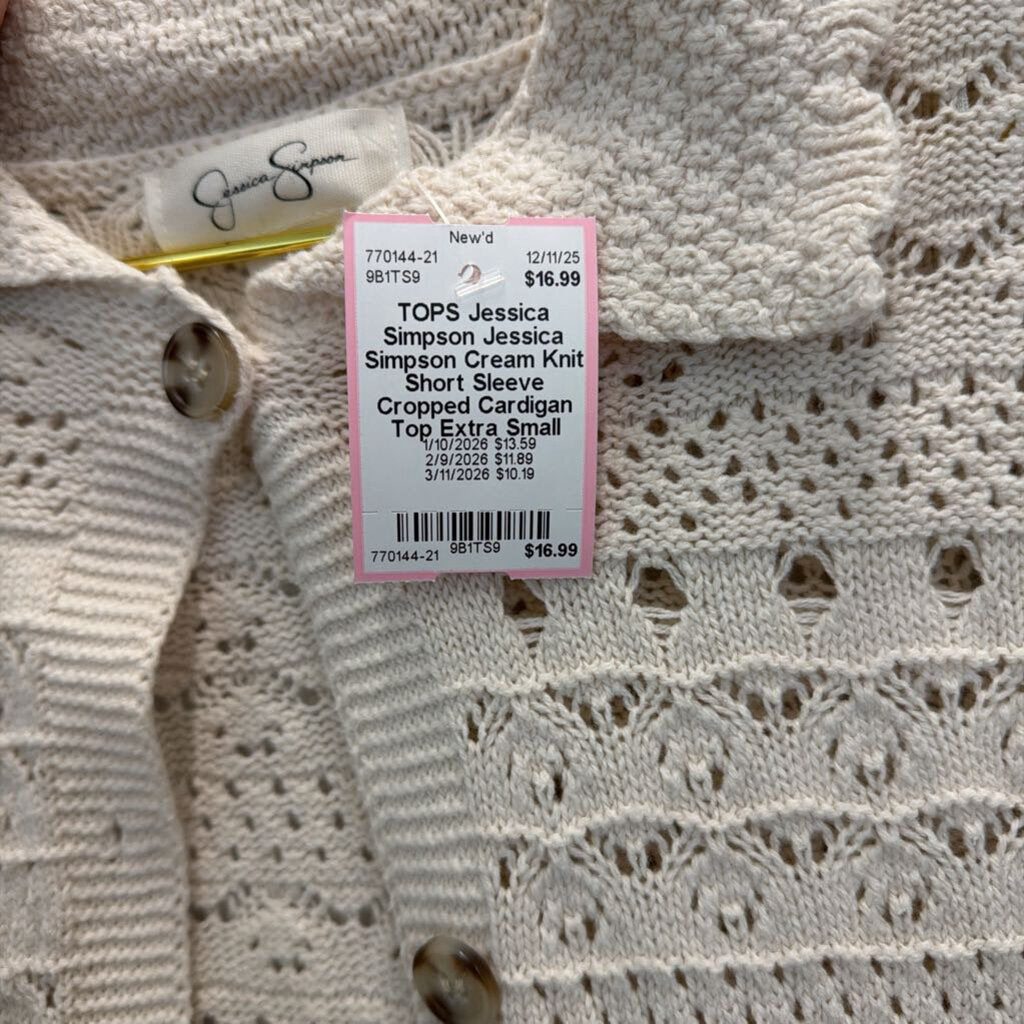 Jessica Simpson
New'd
770144-21 12/11/25
9B1TS9 $16.99
TOPS Jessica
Simpson Jessica
Simpson Cream Knit
Short Sleeve
Cropped Cardigan
Top Extra Small
1/10/2026 $13.59
2/9/2026 $11.89
3/11/2026 $10.19
770144-21 9B1TS9 $16.99